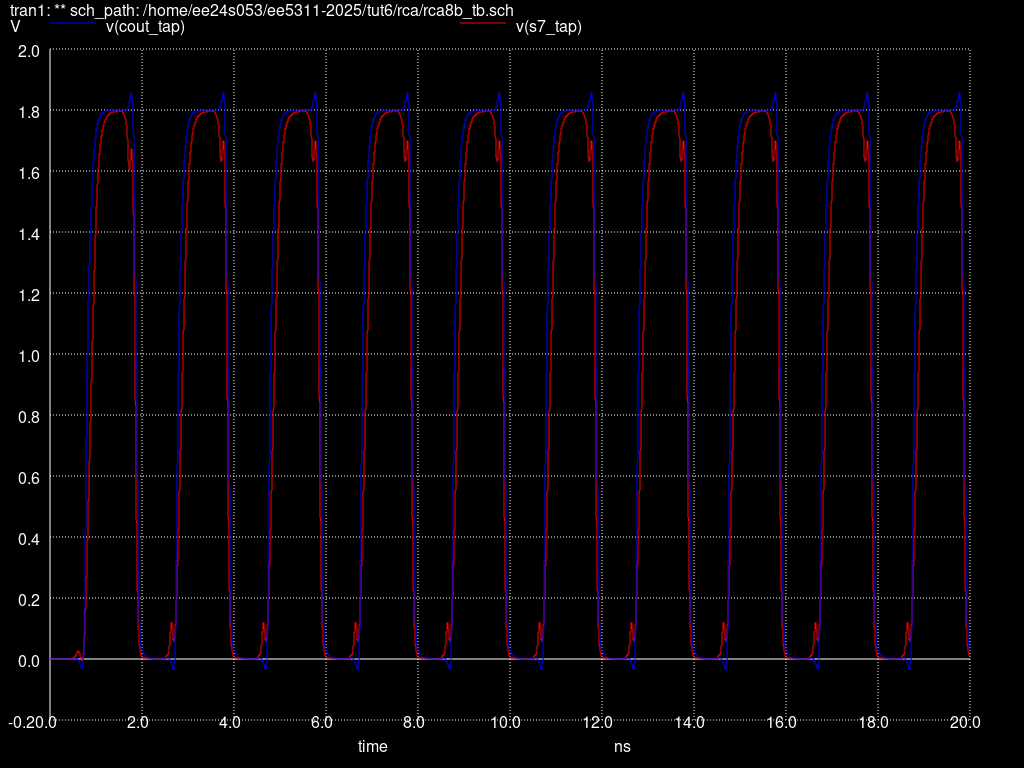 tran1: ** sch_path: /home/ee24s053/ee5311-2025/tut6/rca/rca8b_tb.sch
V v(cout_tap) v(s7_tap)
2.0
1.8
1.6
1.4
1.2
1.0
0.8
0.6
0.4
0.2
0.0
-0.20.0 2.0 4.0 6.0 8.0 10.0 12.0 14.0 16.0 18.0 20.0
time ns